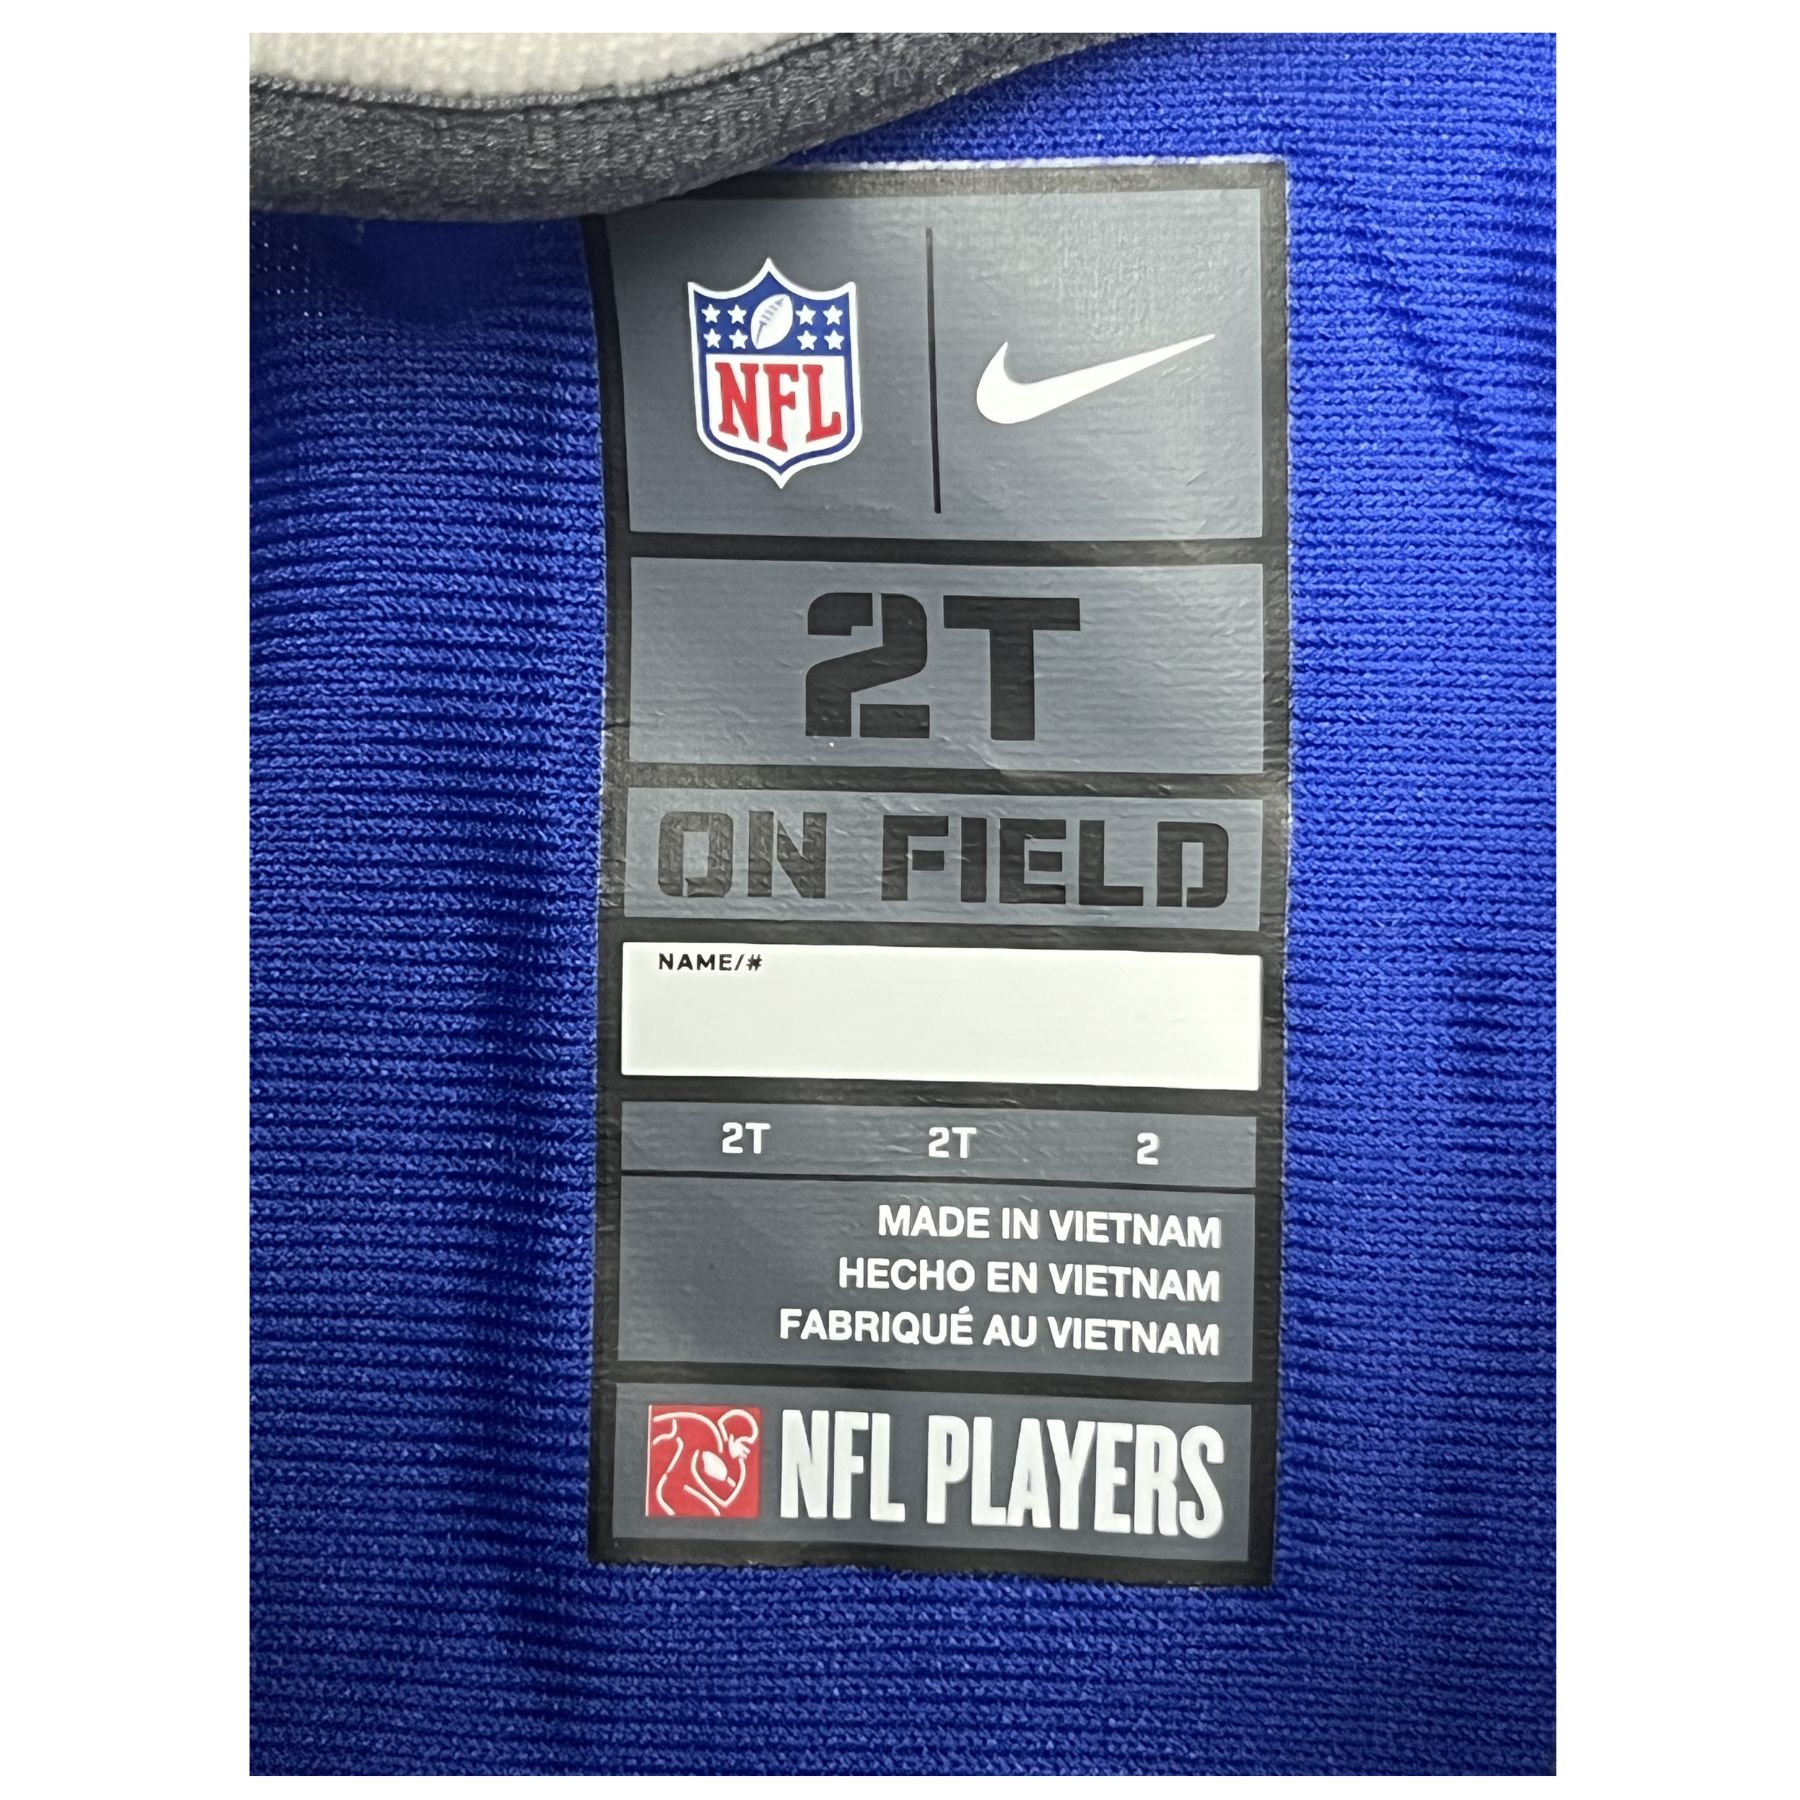 NFL
2T
ON FIELD
NAME/#
2T 2T 2
MADE IN VIETNAM
HECHO EN VIETNAM
FABRIQUÉ AU VIETNAM
NFL PLAYERS